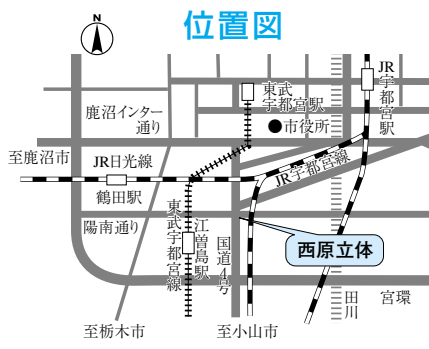 位置図
N
東武
宇都宮駅
JR宇都宮駅
鹿沼インター
通り
●市役所
至鹿沼市
JR日光線
JR宇都宮線
鶴田駅
陽南通り
東武宇都宮線
江曽島駅
国道4号
西原立体
田川
宮環
至栃木市
至小山市